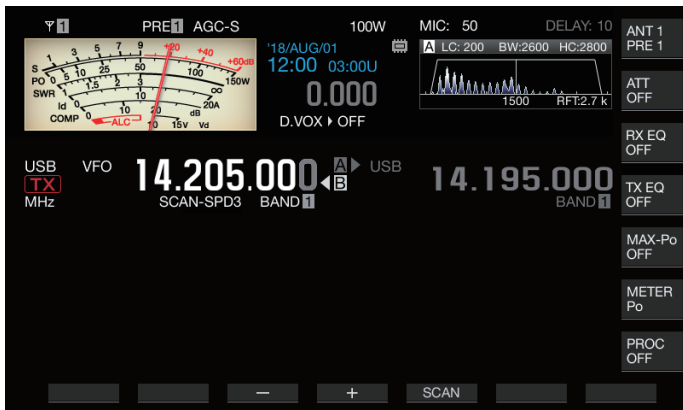 1 PRE1 AGC-S 100W MIC: 50 DELAY: 10
ANT 1
PRE 1
S 1 3 5 7 9 +20 +40 +60dB
PO 0 5 10 25 50 100 150W
SWR 1 1.5 2 3 ∞
Id 0 10 20A
COMP 0 10 20 dB
ALC 10 15V Vd
'18/AUG/01
12:00 03:00U
0.000
D.VOX OFF
A LC: 200 BW:2600 HC:2800
1500 RFT:2.7 k
ATT
OFF
RX EQ
OFF
USB VFO 14.205.000 A USB 14.195.000
TX B
MHz SCAN-SPD3 BAND 1 BAND 1
TX EQ
OFF
MAX-Po
OFF
METER
Po
PROC
OFF
− + SCAN